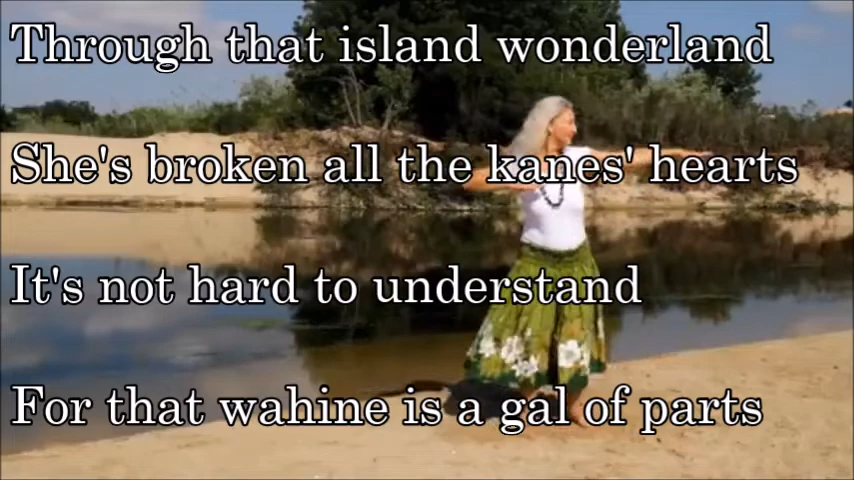 Through that island wonderland
She's broken all the kanes' hearts
It's not hard to understand
For that wahine is a gal of parts